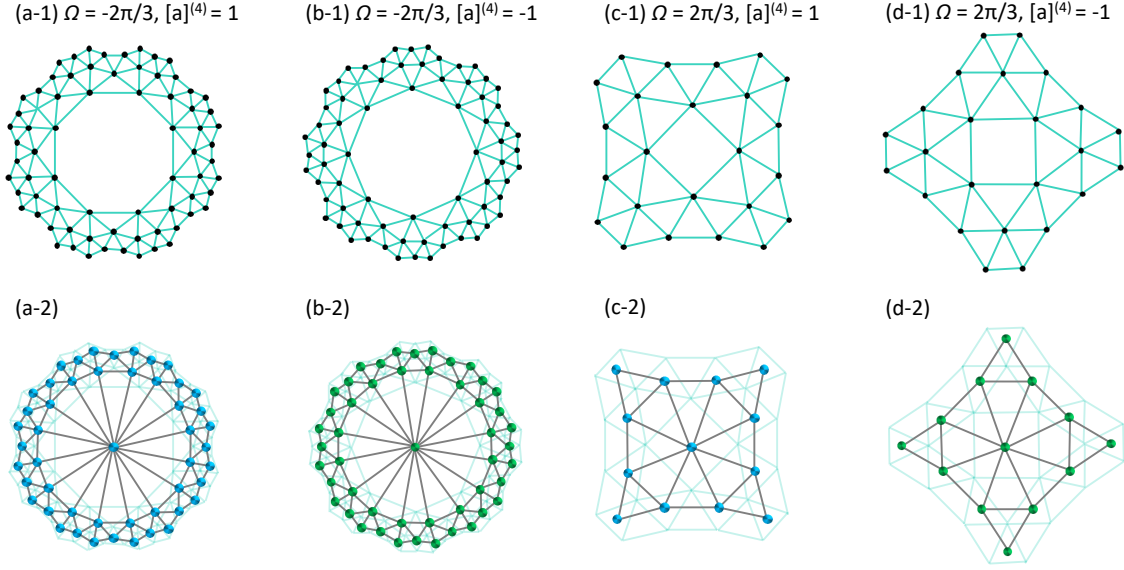 (a-1) Ω = -2π/3, [a]⁽⁴⁾ = 1
(b-1) Ω = -2π/3, [a]⁽⁴⁾ = -1
(c-1) Ω = 2π/3, [a]⁽⁴⁾ = 1
(d-1) Ω = 2π/3, [a]⁽⁴⁾ = -1
(a-2)
(b-2)
(c-2)
(d-2)